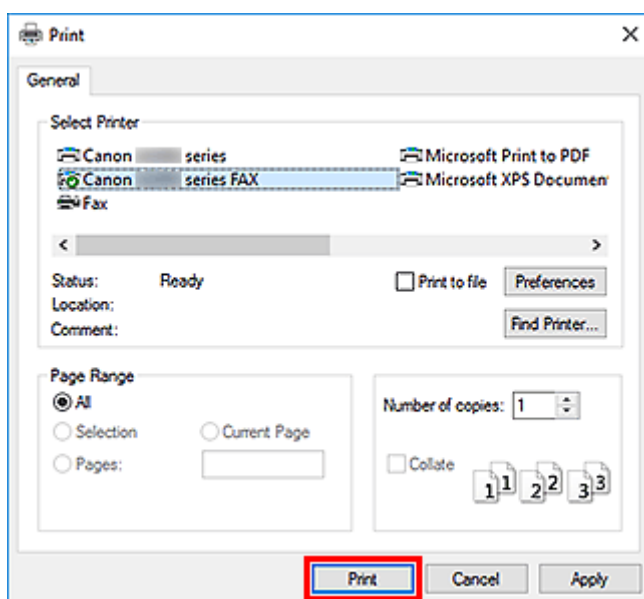 Print
General
Select Printer
Canon series
Microsoft Print to PDF
Canon series FAX
Microsoft XPS Documen
Fax
Status: Ready
Print to file
Preferences
Location:
Comment:
Find Printer...
Page Range
All
Selection
Current Page
Pages:
Number of copies: 1
Collate
1 1 2 2 3 3
Print
Cancel
Apply